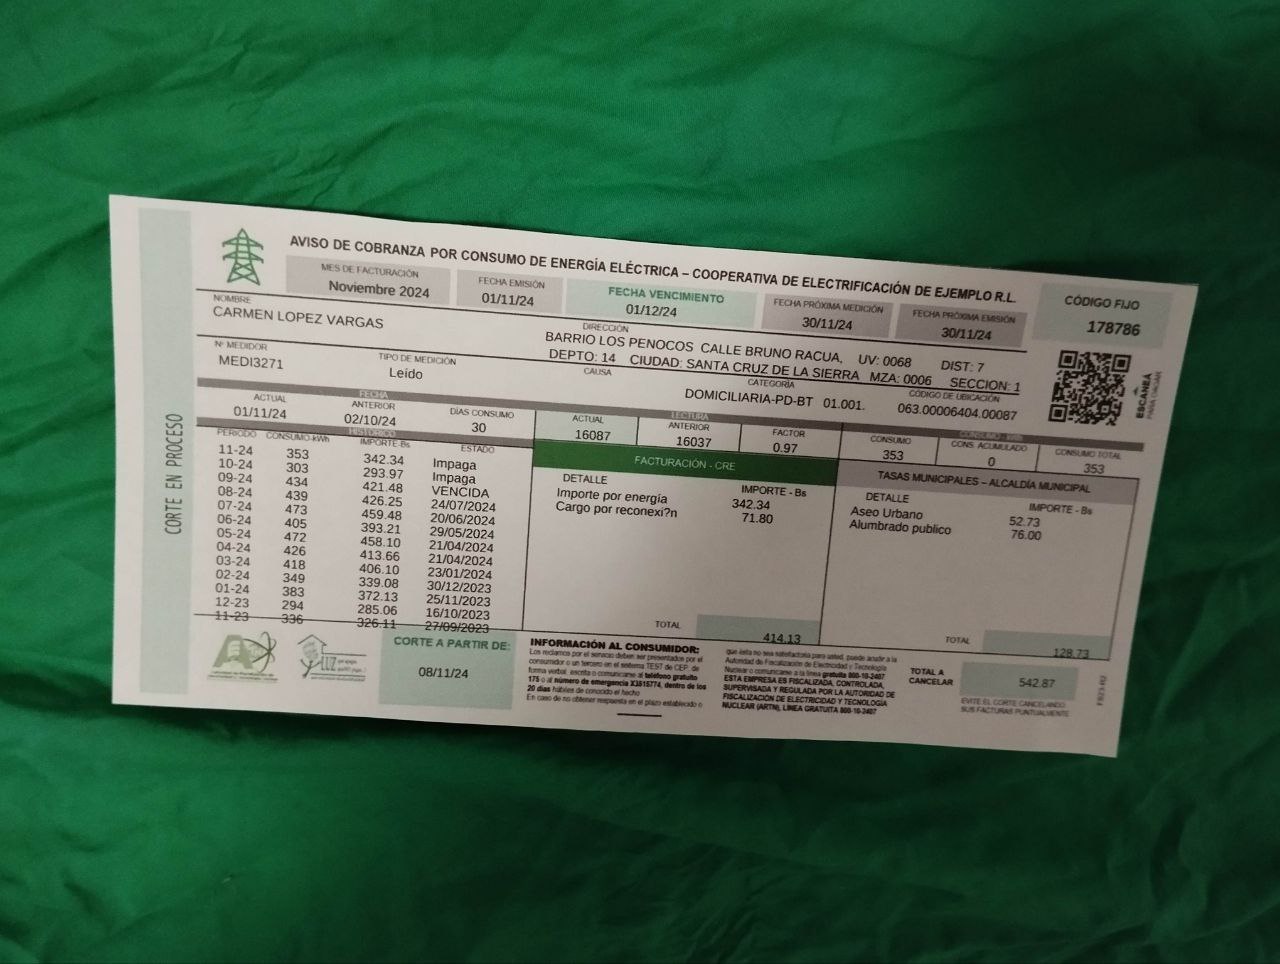 AVISO DE COBRANZA POR CONSUMO DE ENERGÍA ELÉCTRICA – COOPERATIVA DE ELECTRIFICACIÓN DE EJEMPLO R.L.
MES DE FACTURACIÓN FECHA EMISIÓN FECHA VENCIMIENTO FECHA PRÓXIMA MEDICIÓN FECHA PRÓXIMA EMISIÓN CÓDIGO FIJO
Noviembre 2024 01/11/24 01/12/24 30/11/24 30/11/24 178786
NOMBRE DIRECCIÓN
CARMEN LOPEZ VARGAS BARRIO LOS PENOCOS CALLE BRUNO RACUA, UV: 0068 DIST: 7
DEPTO: 14 CIUDAD: SANTA CRUZ DE LA SIERRA MZA: 0006 SECCION: 1
Nº MEDIDOR TIPO DE MEDICIÓN CAUSA CATEGORÍA CÓDIGO DE UBICACIÓN
MEDI3271 Leído DOMICILIARIA-PD-BT 01.001. 063.00006404.00087
ESCANEÁ
PARA PAGAR
CORTE EN PROCESO
FECHA LECTURA CONSUMO - kWh
ACTUAL ANTERIOR DÍAS CONSUMO ACTUAL ANTERIOR FACTOR CONSUMO CONS. ACUMULADO CONSUMO TOTAL
01/11/24 02/10/24 30 16087 16037 0.97 353 0 353
HISTÓRICO
PERIODO CONSUMO-kWh IMPORTE-Bs ESTADO
11-24 353 342.34 Impaga
10-24 303 293.97 Impaga
09-24 434 421.48 VENCIDA
08-24 439 426.25 24/07/2024
07-24 473 459.48 20/06/2024
06-24 405 393.21 29/05/2024
05-24 472 458.10 21/04/2024
04-24 426 413.66 21/04/2024
03-24 418 406.10 23/01/2024
02-24 349 339.08 30/12/2023
01-24 383 372.13 25/11/2023
12-23 294 285.06 16/10/2023
11-23 336 326.11 27/09/2023
FACTURACIÓN - CRE
DETALLE IMPORTE - Bs
Importe por energía 342.34
Cargo por reconexi?n 71.80
TOTAL 414.13
TASAS MUNICIPALES – ALCALDÍA MUNICIPAL
DETALLE IMPORTE - Bs
Aseo Urbano 52.73
Alumbrado publico 76.00
TOTAL 128.73
LUZ
CORTE A PARTIR DE:
08/11/24
INFORMACIÓN AL CONSUMIDOR:
Los reclamos por el servicio deben ser presentados por el
consumidor o un tercero en el sistema TEST de CEP, de
forma verbal escrita o comunicarse al teléfono gratuito
175 o al número de emergencia X3515774, dentro de los
20 días hábiles de conocido el hecho
En caso de no obtener respuesta en el plazo establecido o
que ésta no sea satisfactoria para usted, puede acudir a la
Autoridad de Fiscalización de Electricidad y Tecnología
Nuclear o comunicarse a la línea gratuita 800-10-2407
ESTA EMPRESA ES FISCALIZADA, CONTROLADA,
SUPERVISADA Y REGULADA POR LA AUTORIDAD DE
FISCALIZACIÓN DE ELECTRICIDAD Y TECNOLOGÍA
NUCLEAR (ARTN), LÍNEA GRATUITA 800-10-2407
TOTAL A
CANCELAR
542.87
EVITE EL CORTE CANCELANDO
SUS FACTURAS PUNTUALMENTE